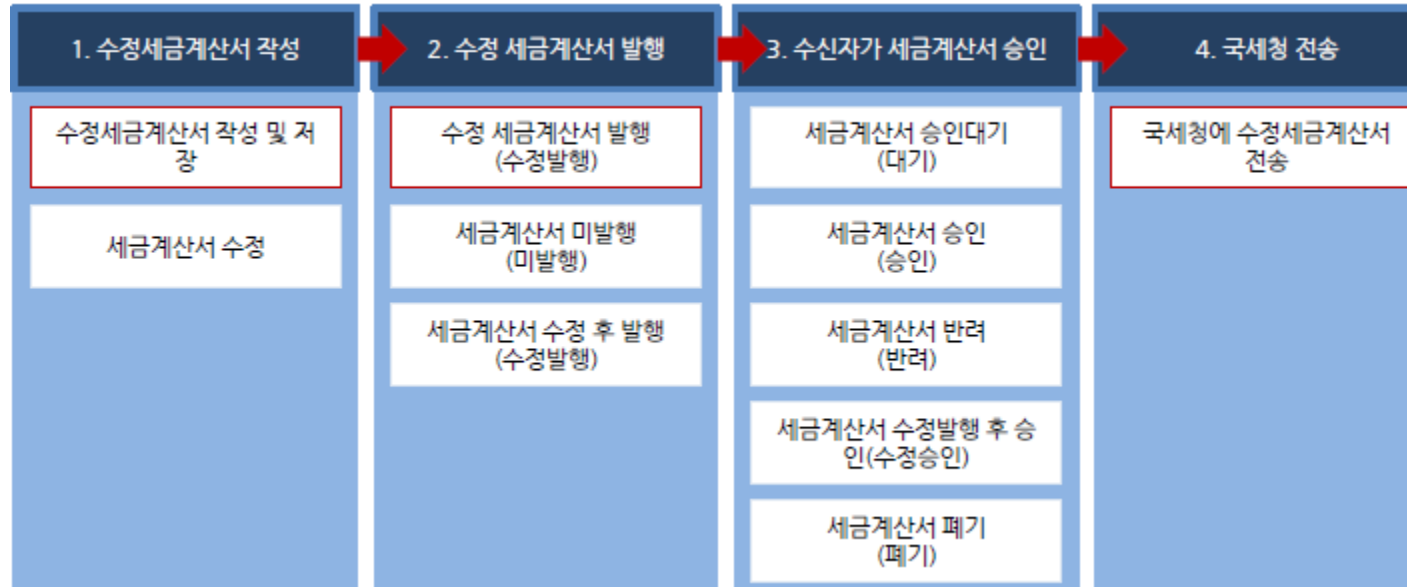 1. 수정세금계산서 작성
수정세금계산서 작성 및 저
장
세금계산서 수정
2. 수정 세금계산서 발행
수정 세금계산서 발행
(수정발행)
세금계산서 미발행
(미발행)
세금계산서 수정 후 발행
(수정발행)
3. 수신자가 세금계산서 승인
세금계산서 승인대기
(대기)
세금계산서 승인
(승인)
세금계산서 반려
(반려)
세금계산서 수정발행 후 승
인(수정승인)
세금계산서 폐기
(폐기)
4. 국세청 전송
국세청에 수정세금계산서
전송